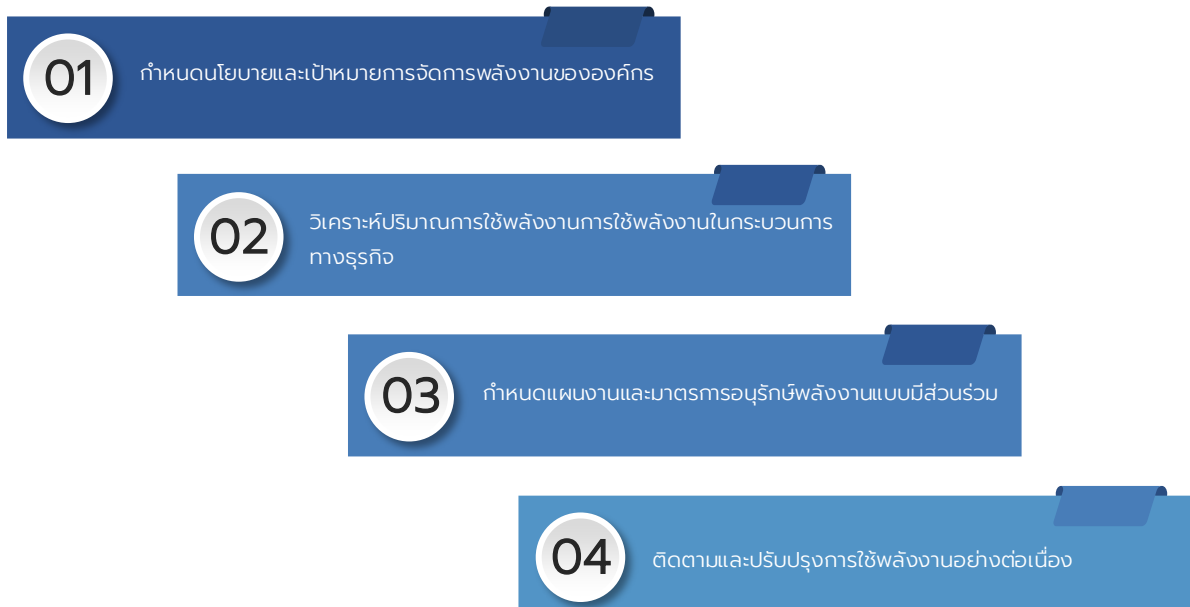 01
กำหนดนโยบายและเป้าหมายการจัดการพลังงานขององค์กร
02
วิเคราะห์ปริมาณการใช้พลังงานการใช้พลังงานในกระบวนการ
ทางธุรกิจ
03
กำหนดแผนงานและมาตรการอนุรักษ์พลังงานแบบมีส่วนร่วม
04
ติดตามและปรับปรุงการใช้พลังงานอย่างต่อเนื่อง